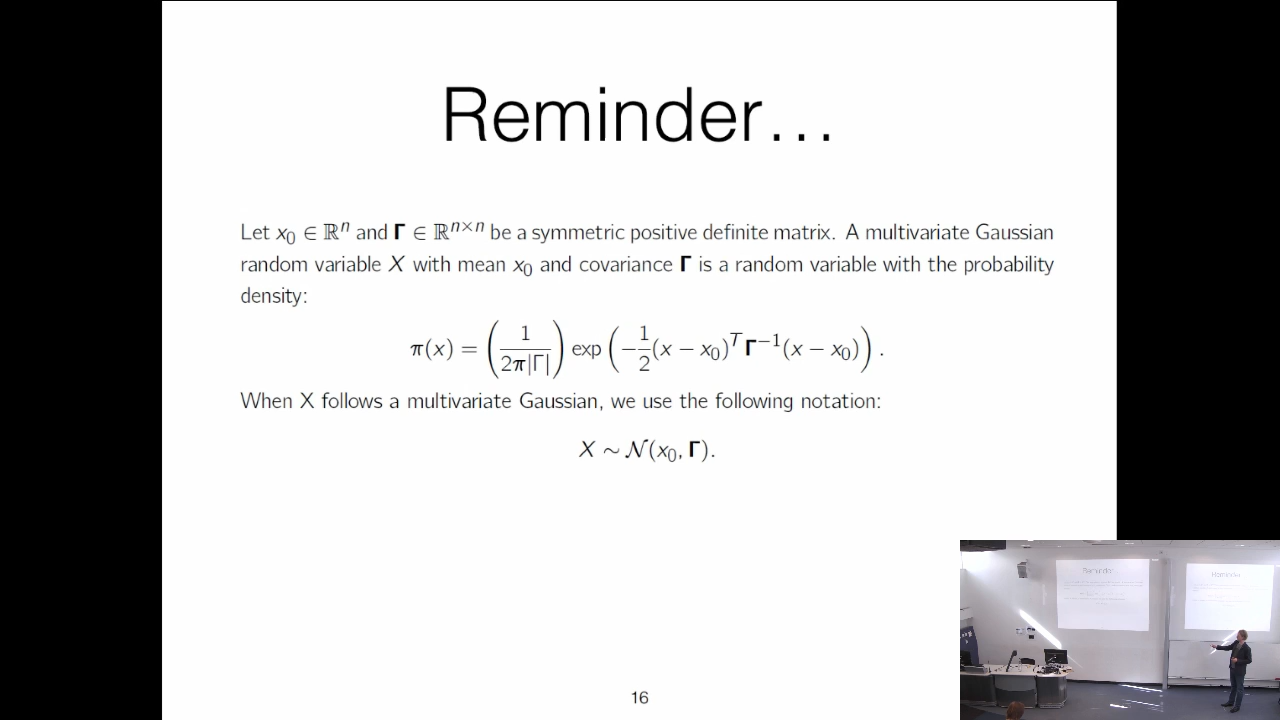 Reminder…
Let x₀ ∈ ℝⁿ and Γ ∈ ℝⁿˣⁿ be a symmetric positive definite matrix. A multivariate Gaussian
random variable X with mean x₀ and covariance Γ is a random variable with the probability
density:
π(x) = (1 / 2π|Γ|) exp (−1/2 (x − x₀)ᵀ Γ⁻¹(x − x₀)) .
When X follows a multivariate Gaussian, we use the following notation:
X ∼ 𝒩(x₀, Γ).
16
Reminder...
Reminder...